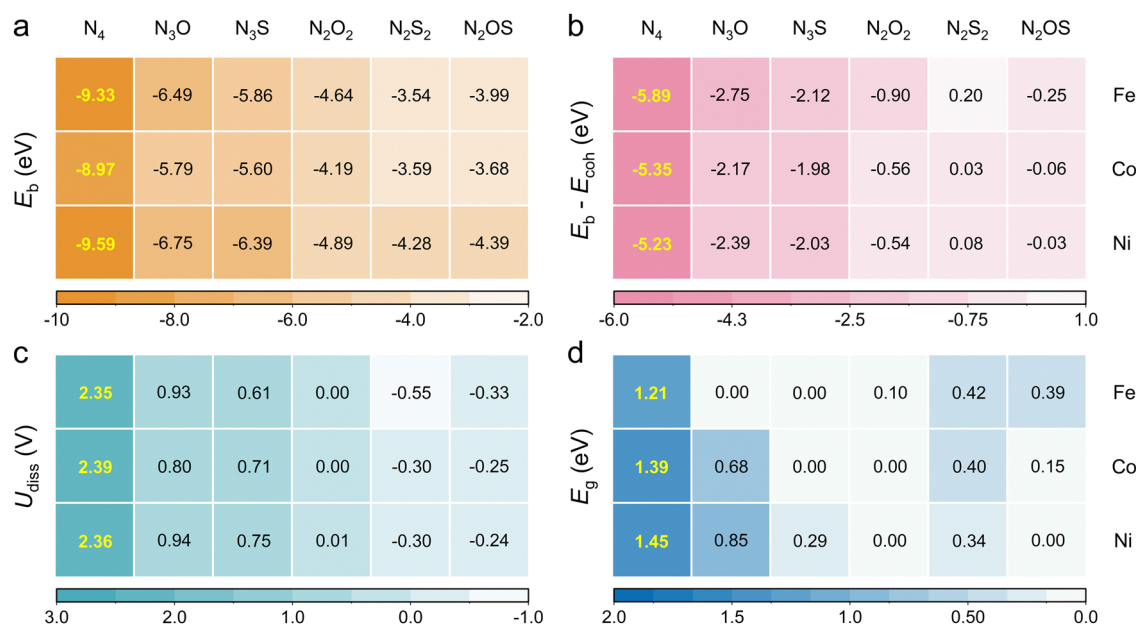 a N₄ N₃O N₃S N₂O₂ N₂S₂ N₂OS
E_b (eV)
-9.33 -6.49 -5.86 -4.64 -3.54 -3.99
-8.97 -5.79 -5.60 -4.19 -3.59 -3.68
-9.59 -6.75 -6.39 -4.89 -4.28 -4.39
-10 -8.0 -6.0 -4.0 -2.0
b N₄ N₃O N₃S N₂O₂ N₂S₂ N₂OS
E_b - E_coh (eV)
-5.89 -2.75 -2.12 -0.90 0.20 -0.25 Fe
-5.35 -2.17 -1.98 -0.56 0.03 -0.06 Co
-5.23 -2.39 -2.03 -0.54 0.08 -0.03 Ni
-6.0 -4.3 -2.5 -0.75 1.0
c
U_diss (V)
2.35 0.93 0.61 0.00 -0.55 -0.33
2.39 0.80 0.71 0.00 -0.30 -0.25
2.36 0.94 0.75 0.01 -0.30 -0.24
3.0 2.0 1.0 0.0 -1.0
d
E_g (eV)
1.21 0.00 0.00 0.10 0.42 0.39 Fe
1.39 0.68 0.00 0.00 0.40 0.15 Co
1.45 0.85 0.29 0.00 0.34 0.00 Ni
2.0 1.5 1.0 0.50 0.0